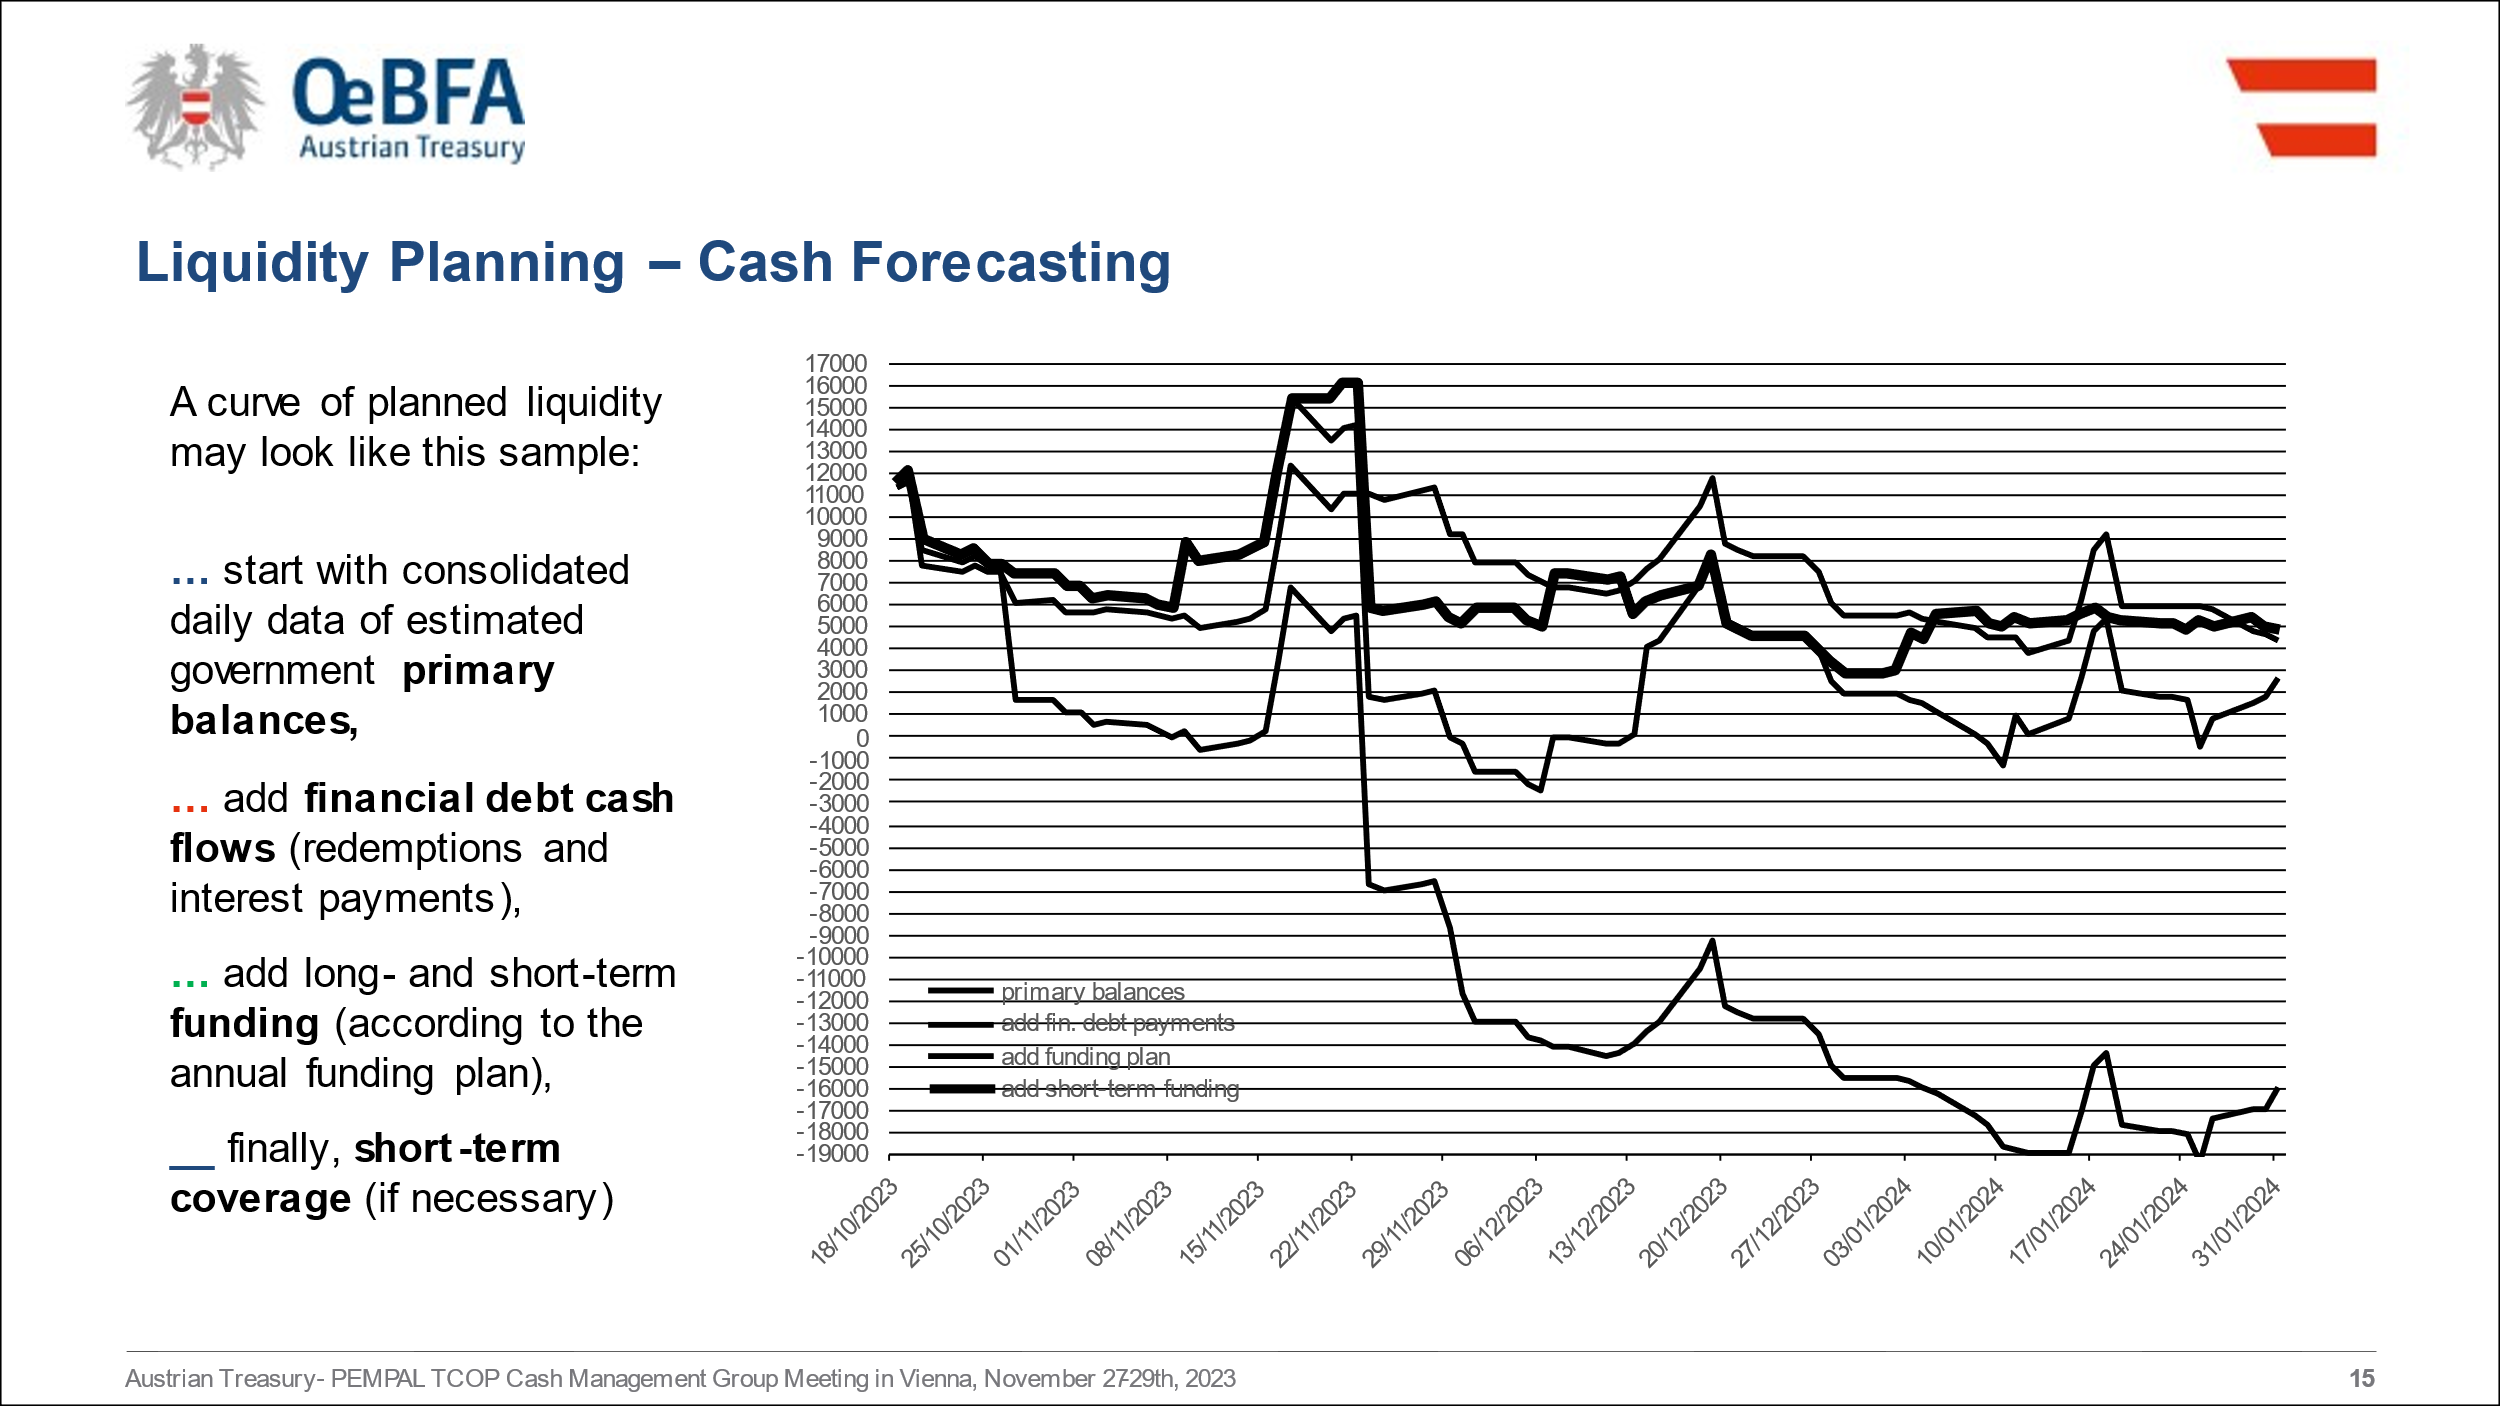 OeBFA
Austrian Treasury
Liquidity Planning – Cash Forecasting
A curve of planned liquidity
may look like this sample:
... start with consolidated
daily data of estimated
government primary
balances,
... add financial debt cash
flows (redemptions and
interest payments),
... add long- and short-term
funding (according to the
annual funding plan),
__ finally, short-term
coverage (if necessary)
17000
16000
15000
14000
13000
12000
11000
10000
9000
8000
7000
6000
5000
4000
3000
2000
1000
0
-1000
-2000
-3000
-4000
-5000
-6000
-7000
-8000
-9000
-10000
-11000
-12000
-13000
-14000
-15000
-16000
-17000
-18000
-19000
primary balances
add fin. debt payments
add funding plan
add short-term funding
18/10/2023
25/10/2023
01/11/2023
08/11/2023
15/11/2023
22/11/2023
29/11/2023
06/12/2023
13/12/2023
20/12/2023
27/12/2023
03/01/2024
10/01/2024
17/01/2024
24/01/2024
31/01/2024
Austrian Treasury- PEMPAL TCOP Cash Management Group Meeting in Vienna, November 27-29th, 2023
15